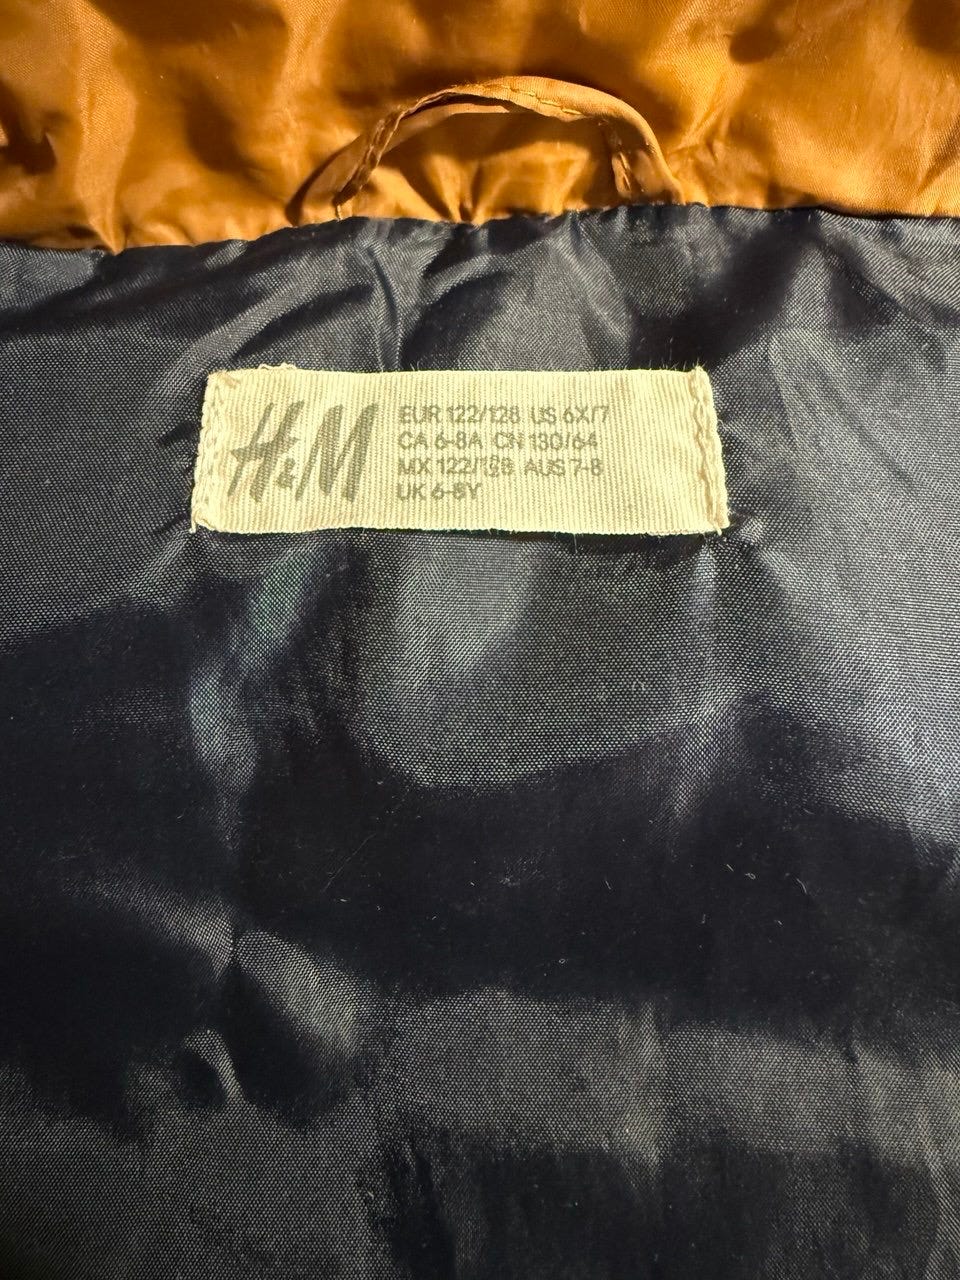 H&M
EUR 122/128 US 6X/7
CA 6-8A CN 130/64
MX 122/128 AUS 7-8
UK 6-8Y